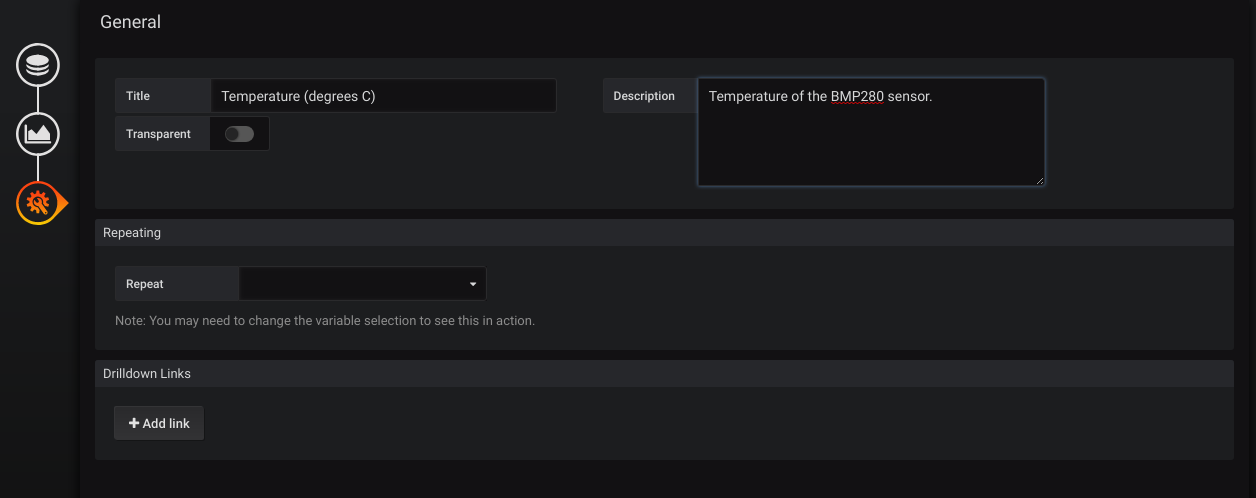 General
Title
Temperature (degrees C)
Description
Temperature of the BMP280 sensor.
Transparent
Repeating
Repeat
Note: You may need to change the variable selection to see this in action.
Drilldown Links
+ Add link